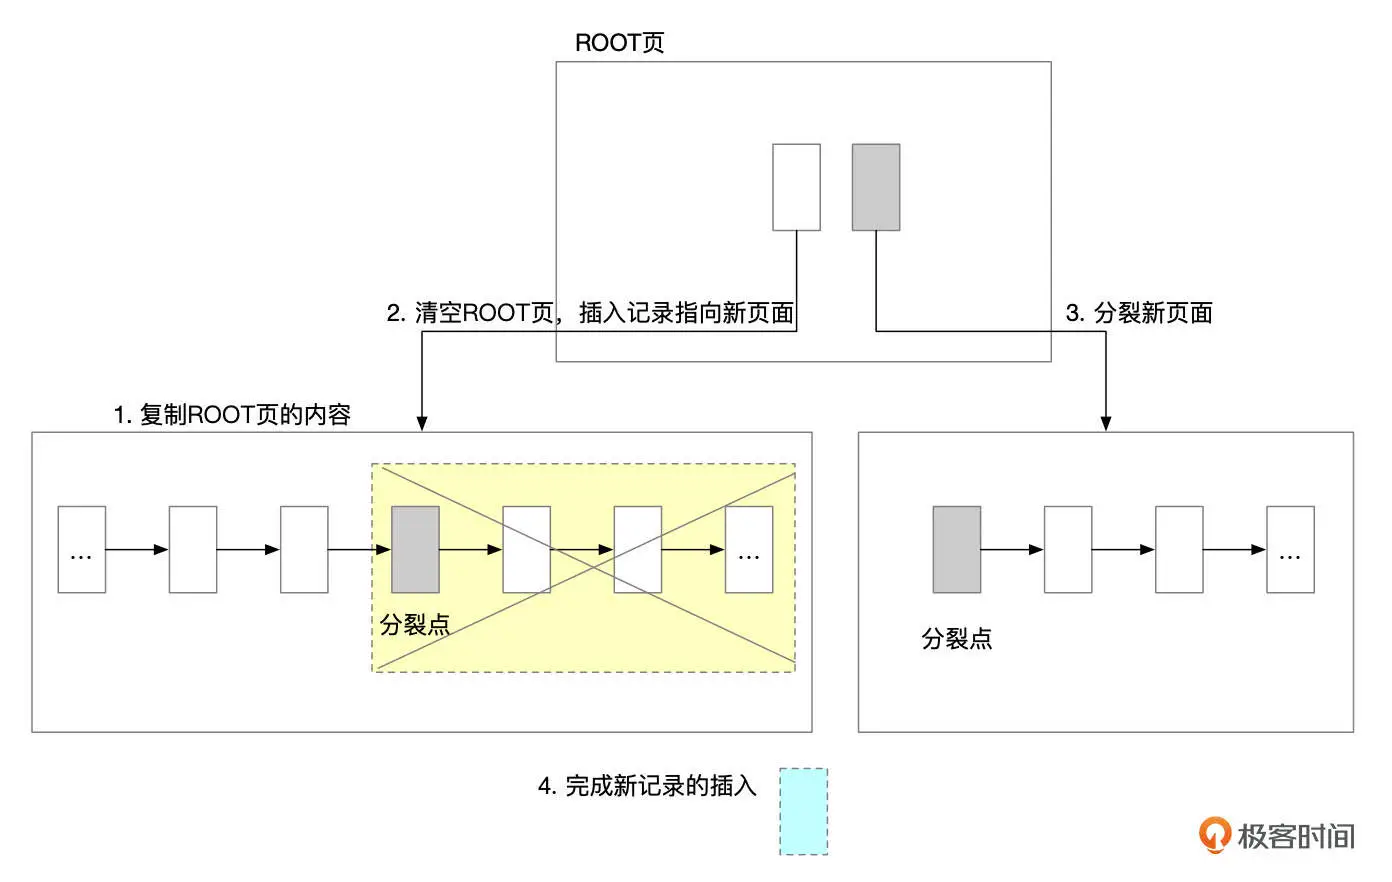 ROOT页
2. 清空ROOT页，插入记录指向新页面
3. 分裂新页面
1. 复制ROOT页的内容
...
...
...
分裂点
分裂点
4. 完成新记录的插入
极客时间